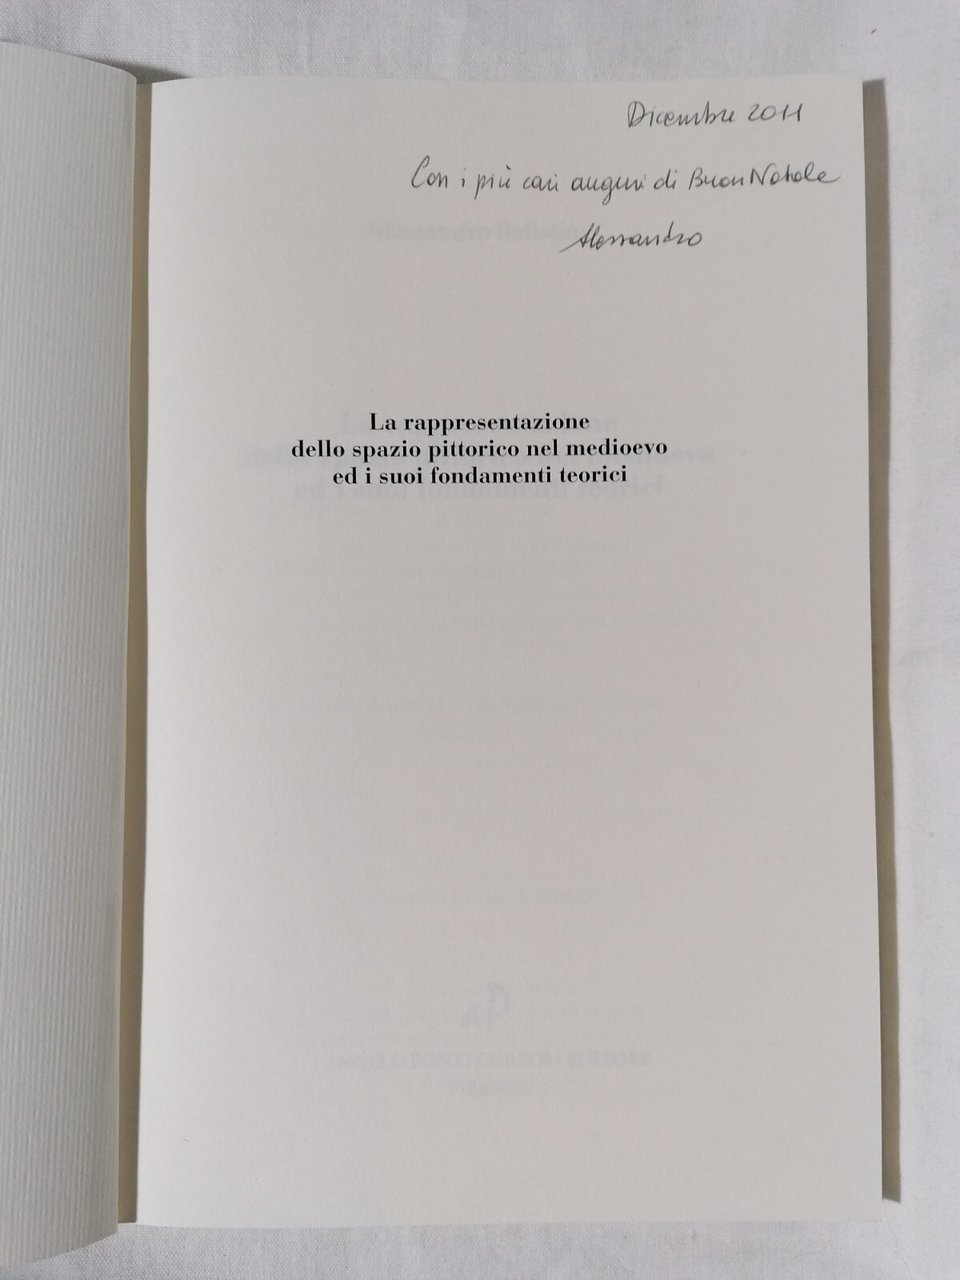 Dicembre 2011
Con i più cari auguri di Buon Natale
Alessandro
La rappresentazione
dello spazio pittorico nel medioevo
ed i suoi fondamenti teorici